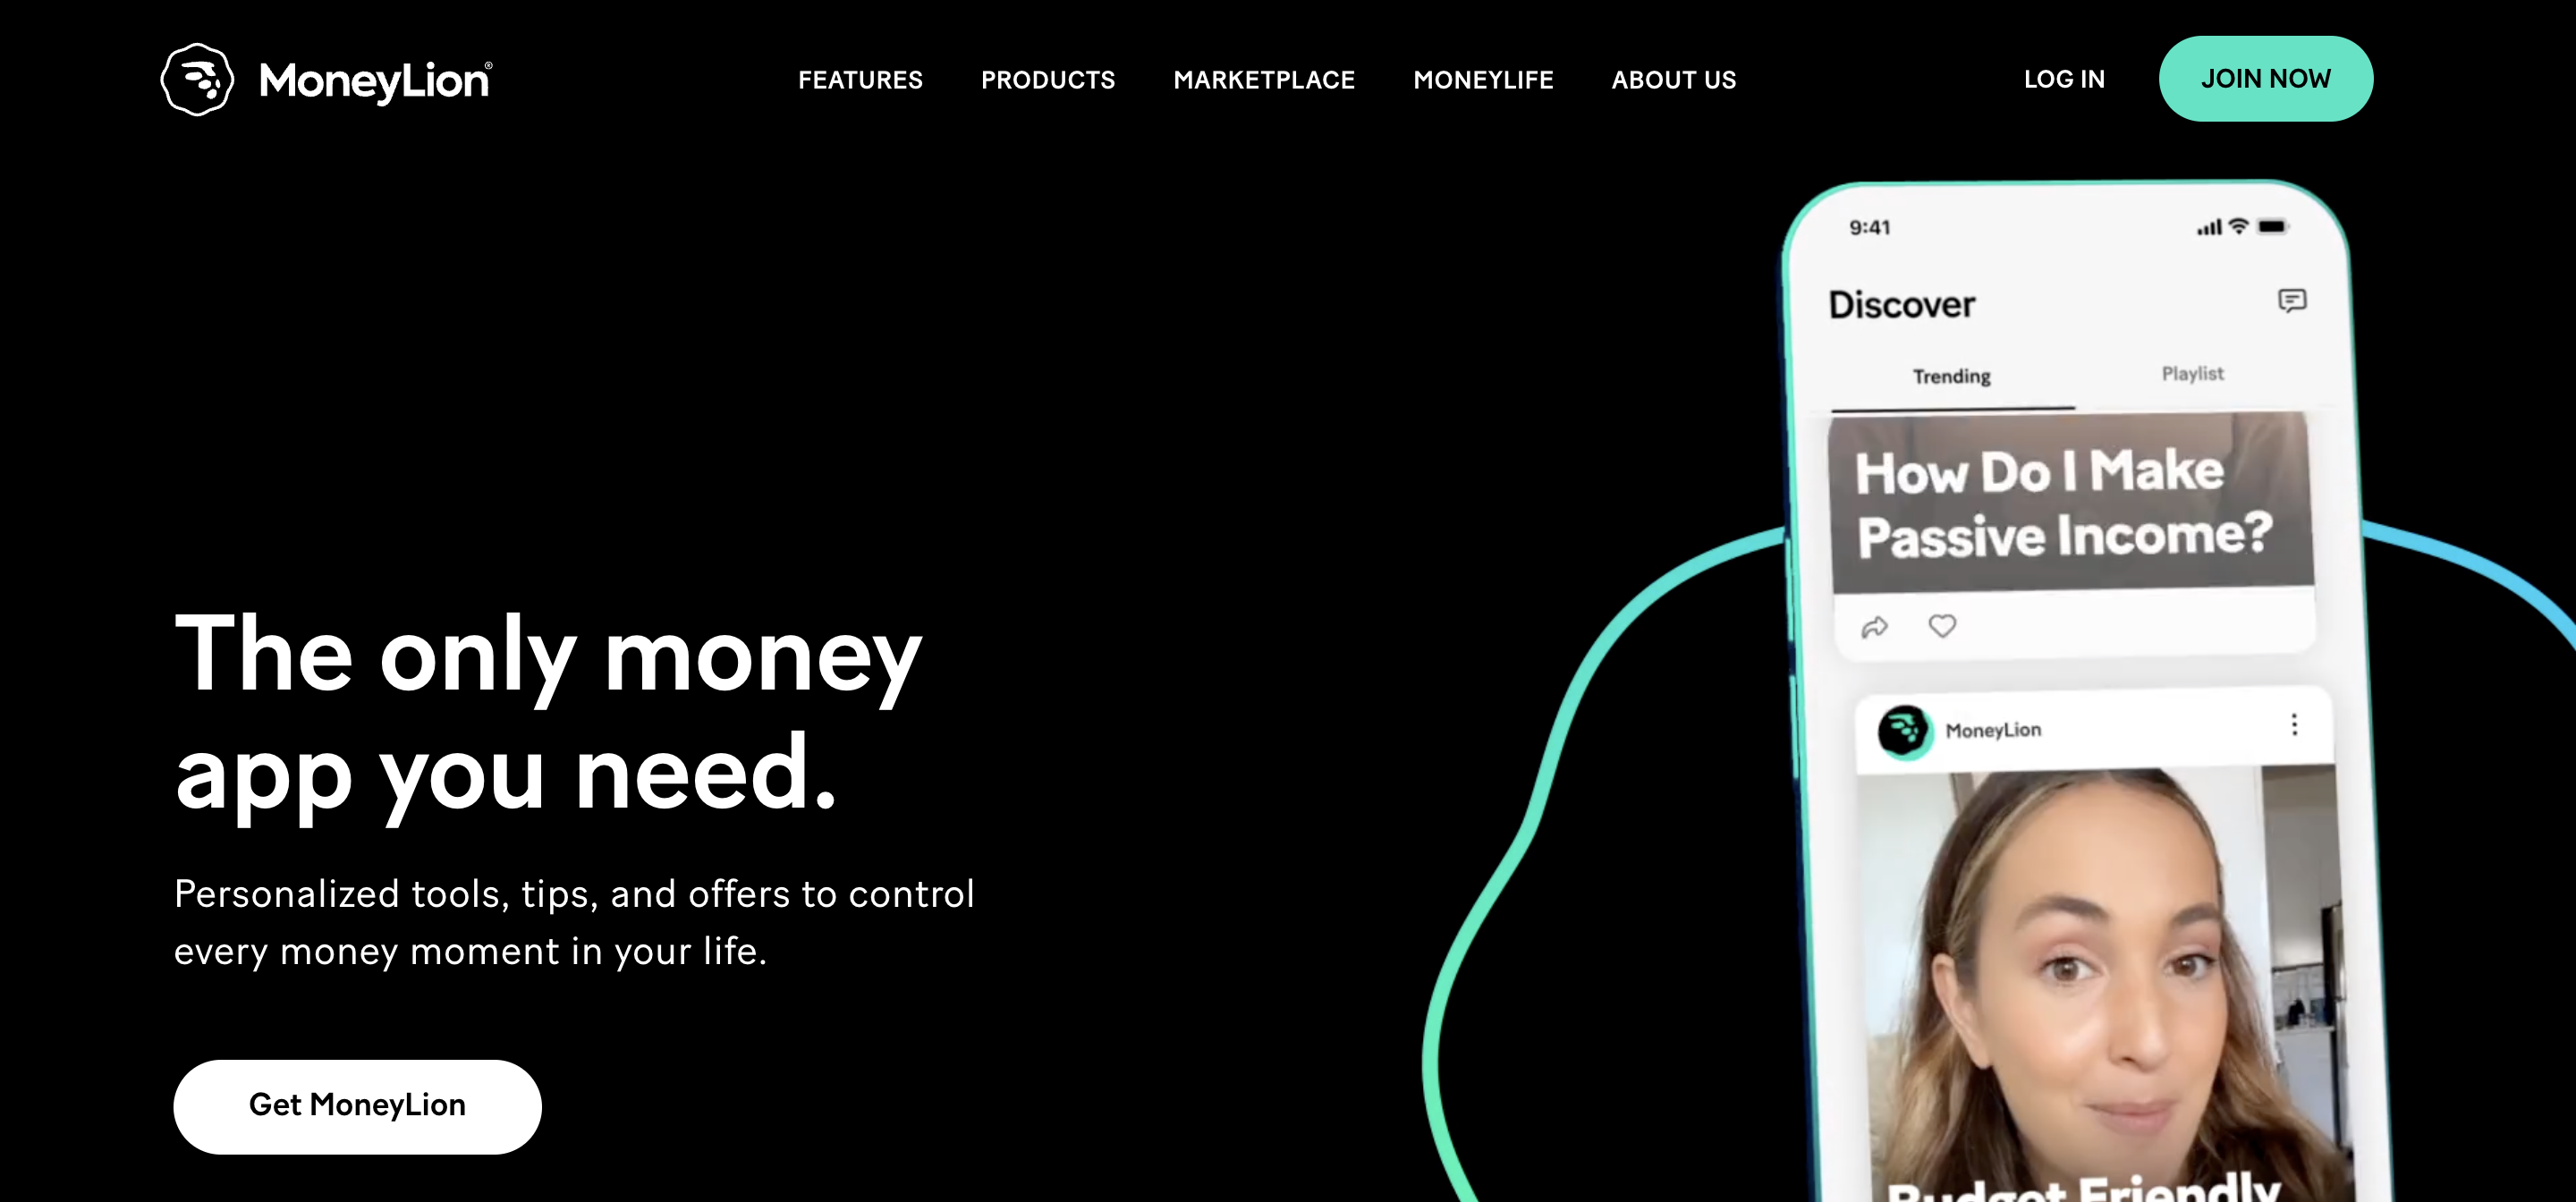 MoneyLion®
FEATURES
PRODUCTS
MARKETPLACE
MONEYLIFE
ABOUT US
LOG IN
JOIN NOW
The only money
app you need.
Personalized tools, tips, and offers to control
every money moment in your life.
Get MoneyLion
9:41
Discover
Trending
Playlist
How Do I Make
Passive Income?
MoneyLion
Budget Friendly